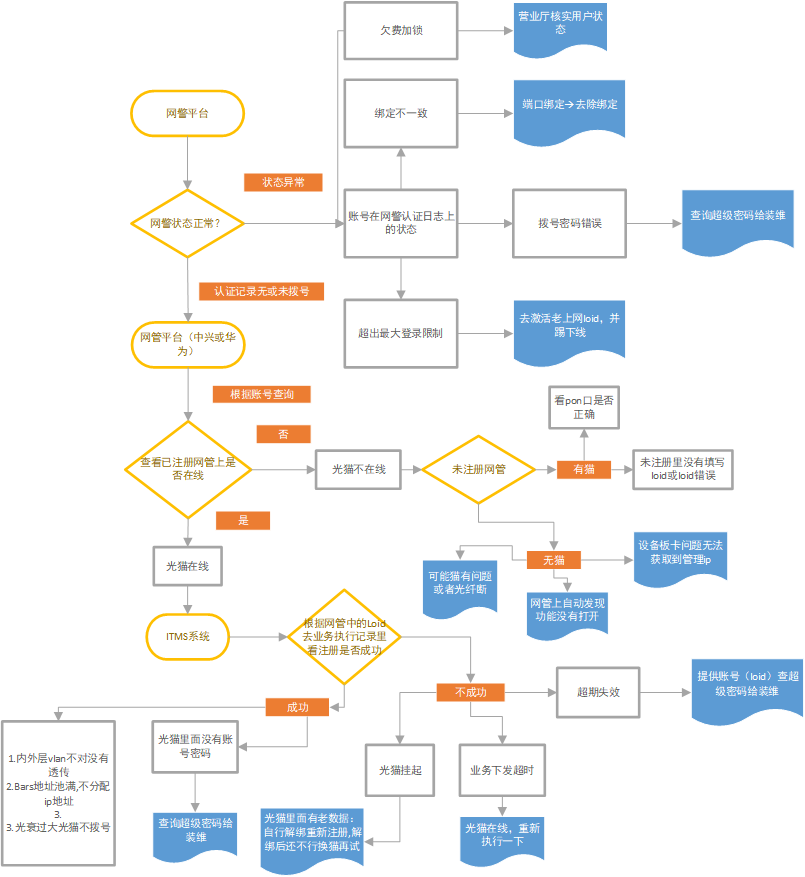 欠费加锁
营业厅核实用户状
态
网警平台
绑定不一致
端口绑定→去除绑定
状态异常
网警状态正常？
账号在网警认证日志上
的状态
拨号密码错误
查询超级密码给装维
认证记录无或未拨号
网管平台（中兴或华
为）
超出最大登录限制
去激活老上网loid，并
踢下线
根据账号查询
看pon口是否
正确
否
查看已注册网管上是
否在线
光猫不在线
未注册网管
有猫
未注册里没有填写
loid或loid错误
是
光猫在线
无猫
设备板卡问题无法
获取到管理ip
可能猫有问题
或者光纤断
网管上自动发现
功能没有打开
ITMS系统
根据网管中的Loid
去业务执行记录里
看注册是否成功
成功
不成功
超期失效
提供账号（loid）查超
级密码给装维
1.内外层vlan不对没有
透传
2.Bars地址池满,不分配
ip地址
3.
3.光衰过大光猫不拨号
光猫里面没有账
号密码
光猫挂起
业务下发超时
查询超级密码给
装维
光猫里面有老数据:
自行解绑重新注册,解
绑后还不行换猫再试
光猫在线，重新
执行一下